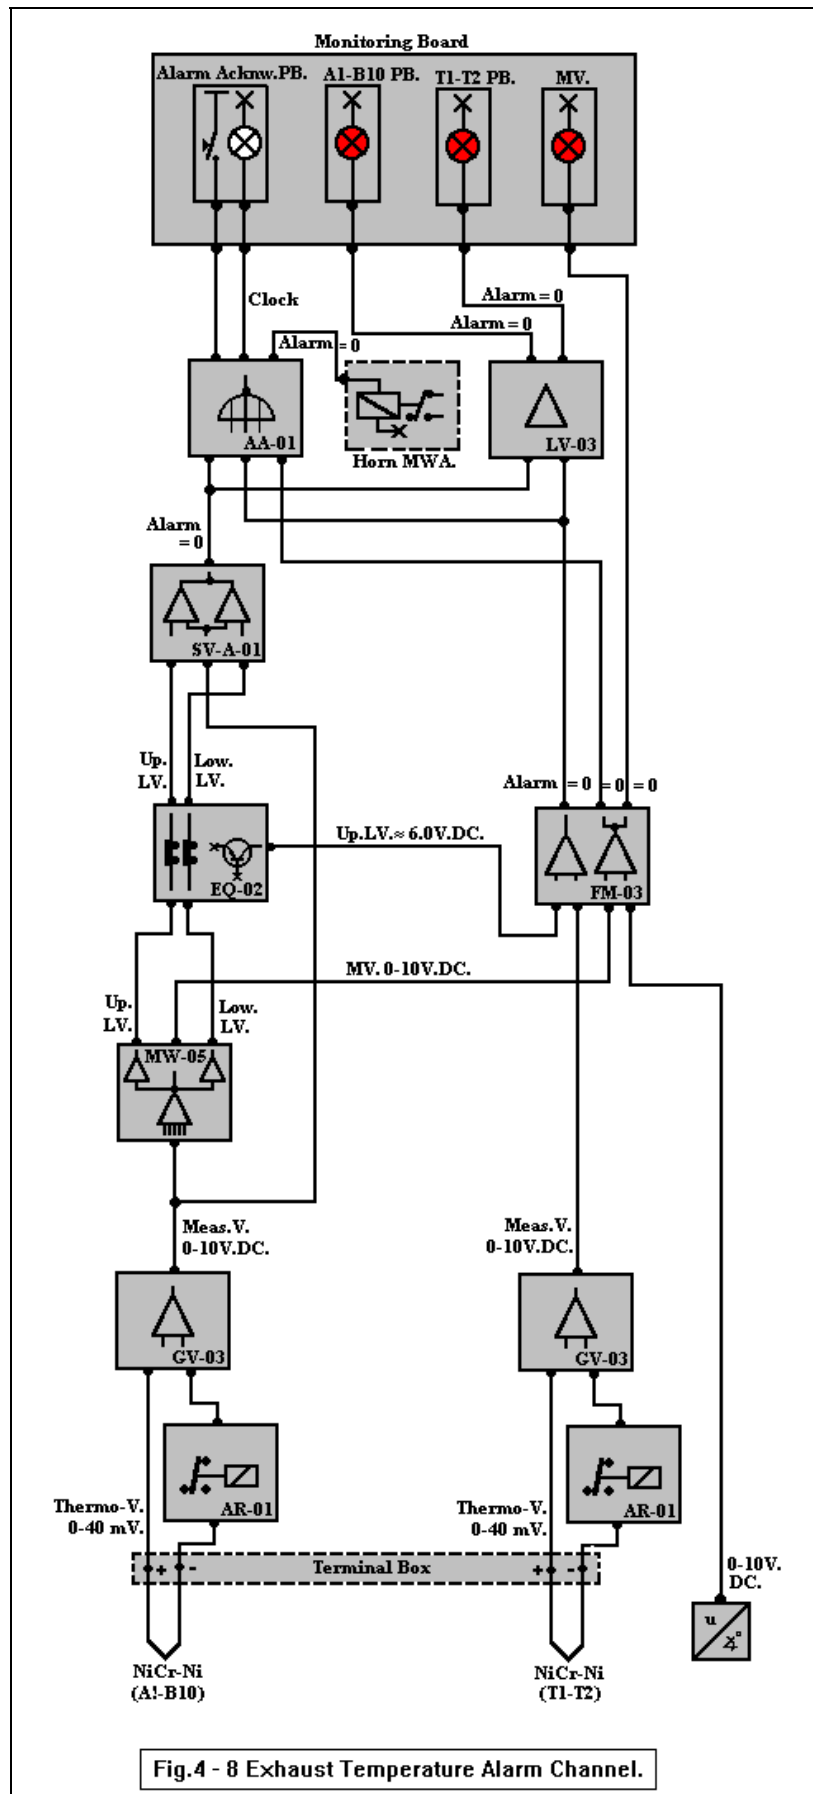 Monitoring Board
Alarm Acknw.PB.
A1-B10 PB.
T1-T2 PB.
MV.
Clock
Alarm = 0
Alarm = 0
Alarm = 0
AA-01
Horn MWA.
LV-03
Alarm
= 0
SV-A-01
Up.
LV.
Low.
LV.
Alarm = 0 = 0 = 0
Up.LV.≈ 6.0V.DC.
EQ-02
FM-03
MV. 0-10V.DC.
Up.
LV.
Low.
LV.
MW-05
Meas.V.
0-10V.DC.
Meas.V.
0-10V.DC.
GV-03
GV-03
AR-01
AR-01
Thermo-V.
0-40 mV.
Thermo-V.
0-40 mV.
+ -
Terminal Box
+ -
0-10V.
DC.
u
∡°
NiCr-Ni
(A!-B10)
NiCr-Ni
(T1-T2)
Fig.4 - 8 Exhaust Temperature Alarm Channel.